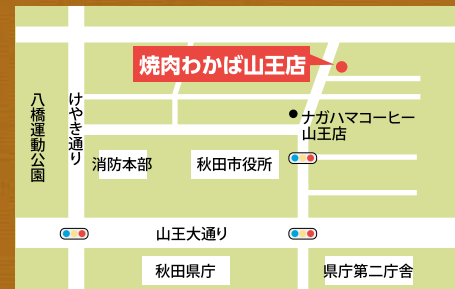 焼肉わかば山王店
八橋運動公園
けやき通り
ナガハマコーヒー
山王店
消防本部
秋田市役所
山王大通り
秋田県庁
県庁第二庁舎